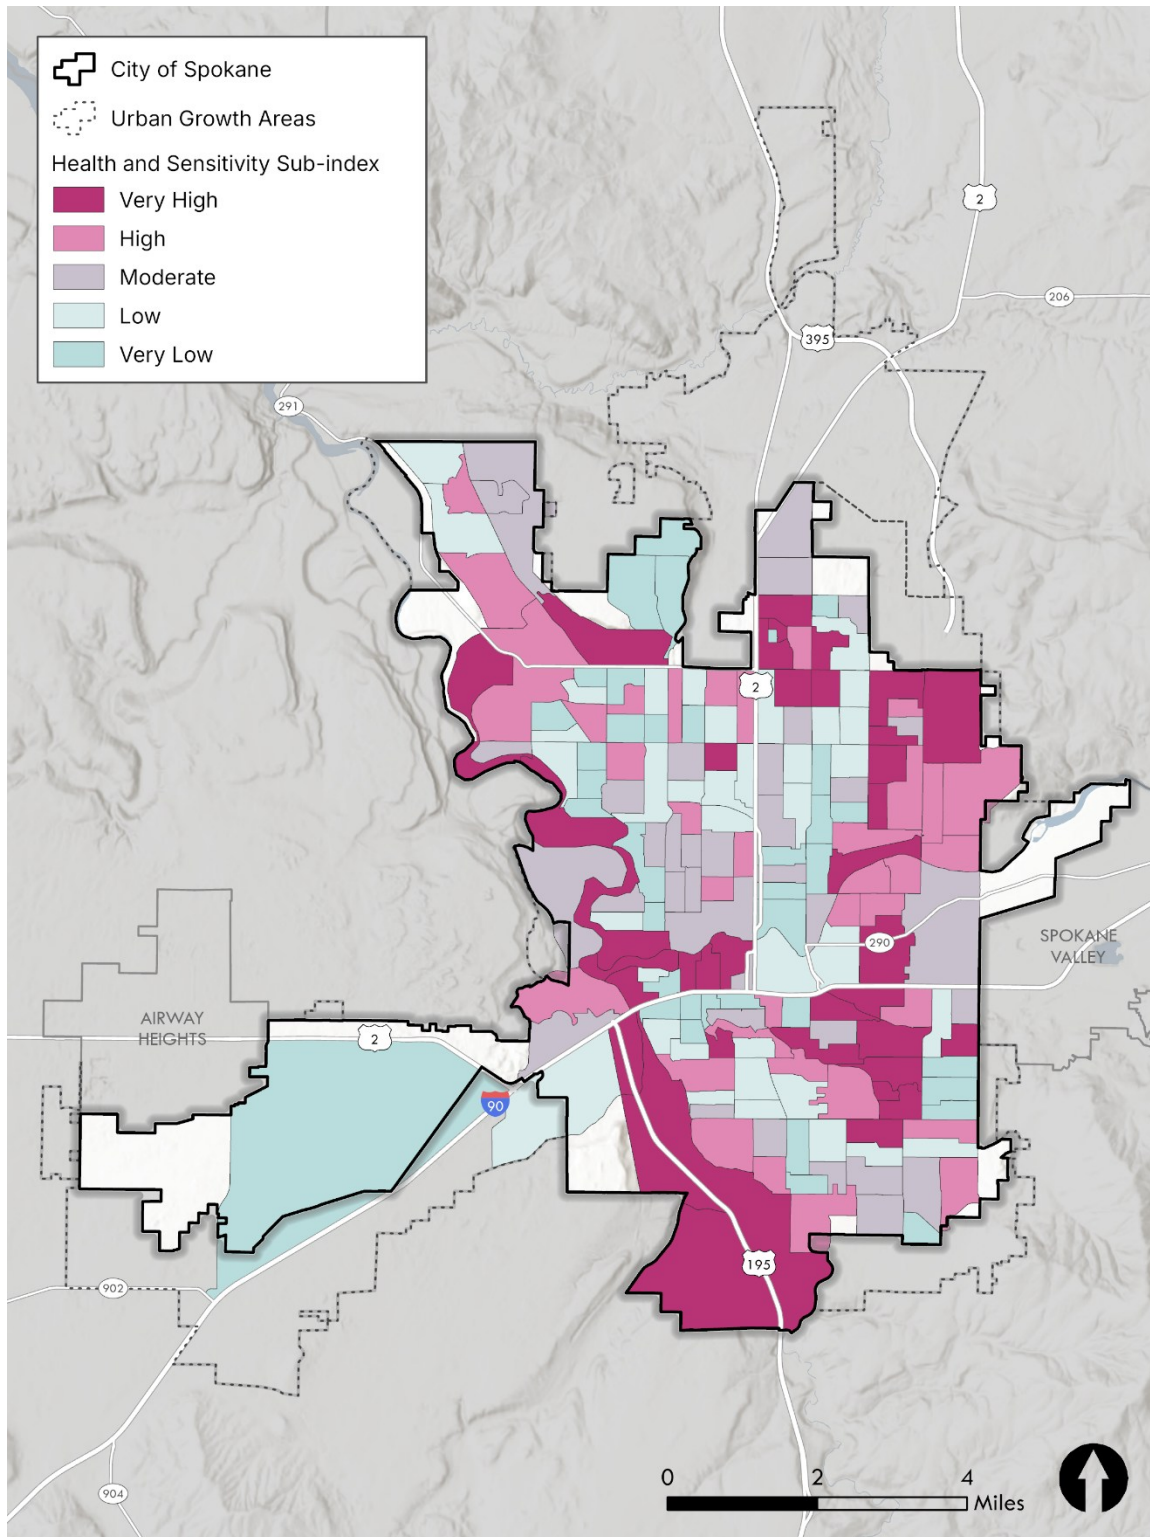 City of Spokane
Urban Growth Areas
Health and Sensitivity Sub-index
Very High
High
Moderate
Low
Very Low
2
206
395
291
2
290
SPOKANE
VALLEY
AIRWAY
HEIGHTS
2
90
195
902
904
0 2 4
Miles